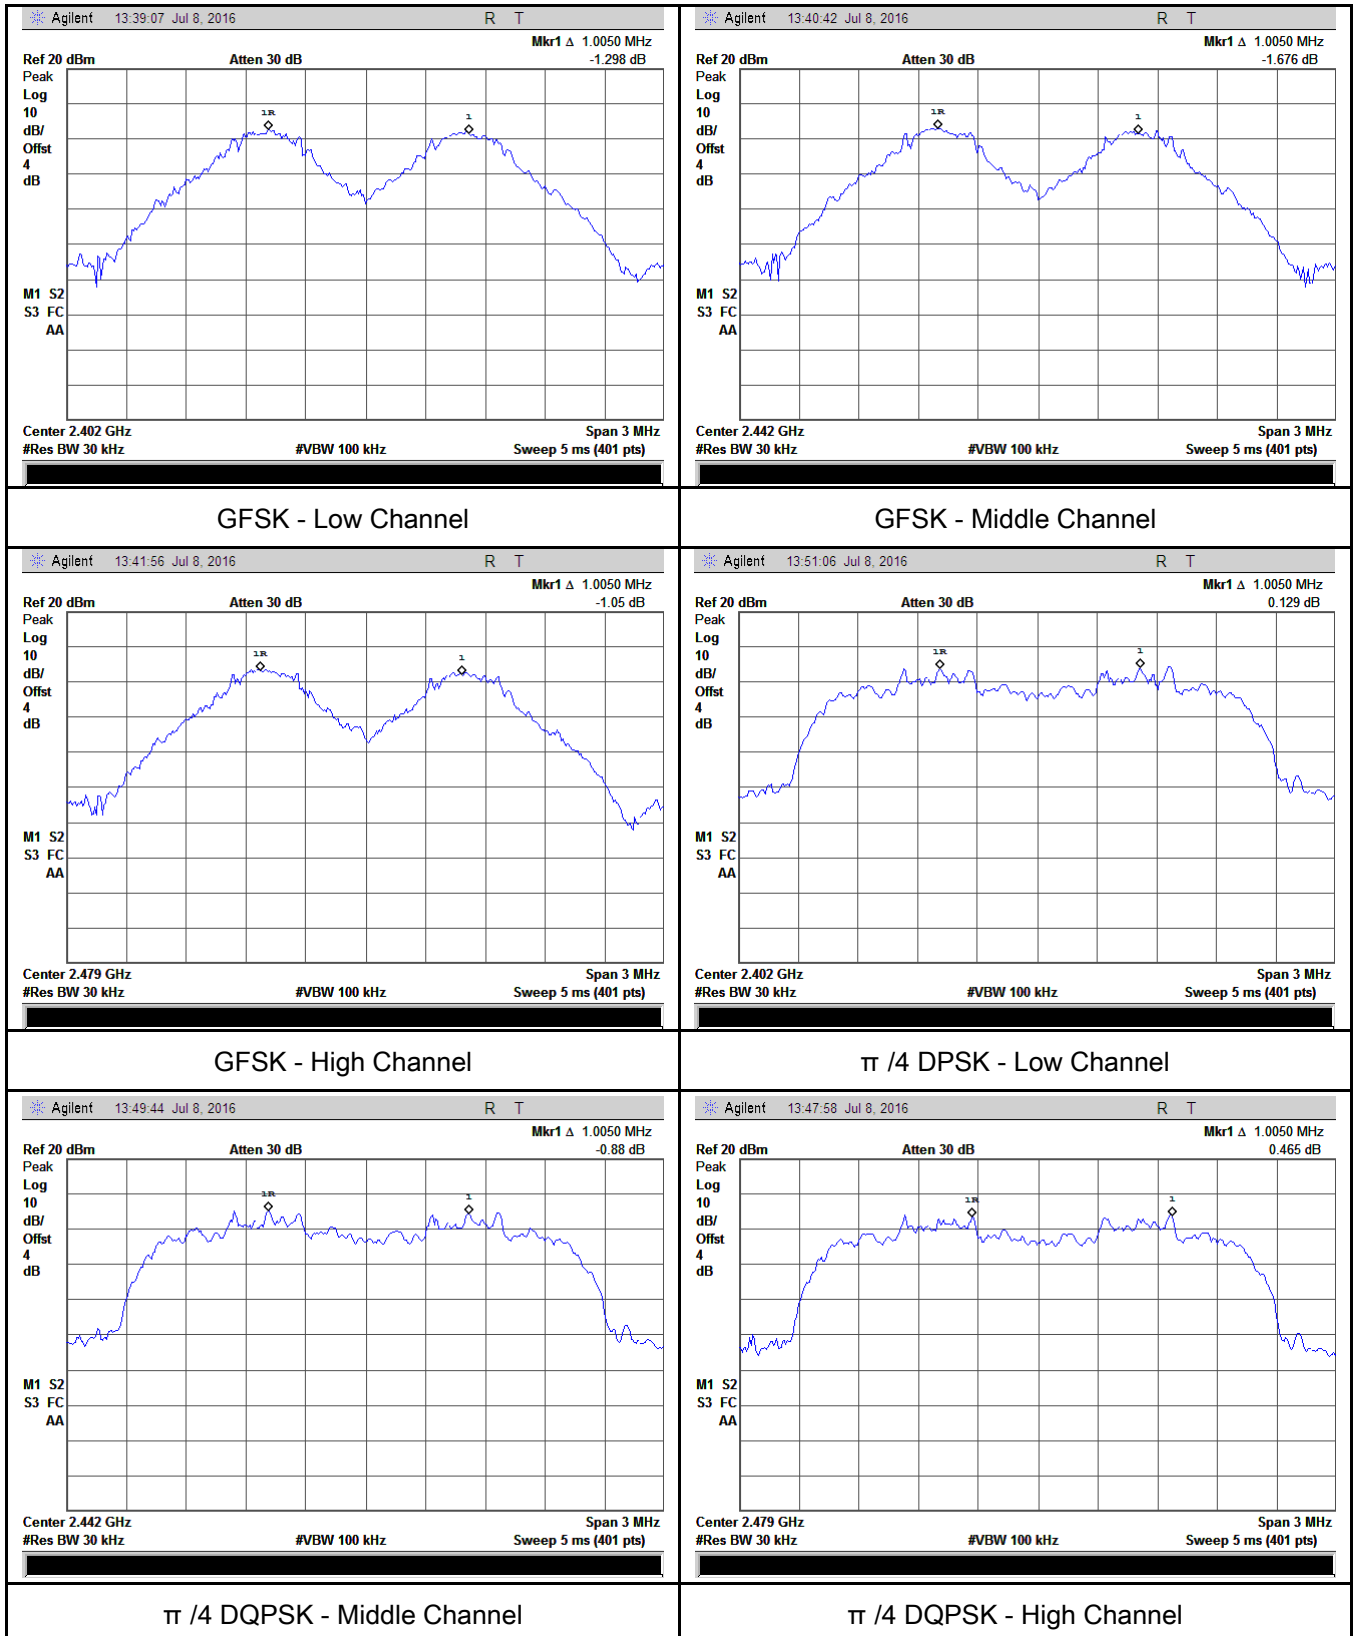 Agilent 13:39:07 Jul 8, 2016 R T
Mkr1 Δ 1.0050 MHz
Ref 20 dBm Atten 30 dB -1.298 dB
Peak
Log
10
dB/
Offst
4
dB
1R
1
M1 S2
S3 FC
AA
Center 2.402 GHz Span 3 MHz
#Res BW 30 kHz #VBW 100 kHz Sweep 5 ms (401 pts)
GFSK - Low Channel
Agilent 13:40:42 Jul 8, 2016 R T
Mkr1 Δ 1.0050 MHz
Ref 20 dBm Atten 30 dB -1.676 dB
Peak
Log
10
dB/
Offst
4
dB
1R
1
M1 S2
S3 FC
AA
Center 2.442 GHz Span 3 MHz
#Res BW 30 kHz #VBW 100 kHz Sweep 5 ms (401 pts)
GFSK - Middle Channel
Agilent 13:41:56 Jul 8, 2016 R T
Mkr1 Δ 1.0050 MHz
Ref 20 dBm Atten 30 dB -1.05 dB
Peak
Log
10
dB/
Offst
4
dB
1R
1
M1 S2
S3 FC
AA
Center 2.479 GHz Span 3 MHz
#Res BW 30 kHz #VBW 100 kHz Sweep 5 ms (401 pts)
GFSK - High Channel
Agilent 13:51:06 Jul 8, 2016 R T
Mkr1 Δ 1.0050 MHz
Ref 20 dBm Atten 30 dB 0.129 dB
Peak
Log
10
dB/
Offst
4
dB
1R
1
M1 S2
S3 FC
AA
Center 2.402 GHz Span 3 MHz
#Res BW 30 kHz #VBW 100 kHz Sweep 5 ms (401 pts)
π /4 DPSK - Low Channel
Agilent 13:49:44 Jul 8, 2016 R T
Mkr1 Δ 1.0050 MHz
Ref 20 dBm Atten 30 dB -0.88 dB
Peak
Log
10
dB/
Offst
4
dB
1R
1
M1 S2
S3 FC
AA
Center 2.442 GHz Span 3 MHz
#Res BW 30 kHz #VBW 100 kHz Sweep 5 ms (401 pts)
π /4 DQPSK - Middle Channel
Agilent 13:47:58 Jul 8, 2016 R T
Mkr1 Δ 1.0050 MHz
Ref 20 dBm Atten 30 dB 0.465 dB
Peak
Log
10
dB/
Offst
4
dB
1R
1
M1 S2
S3 FC
AA
Center 2.479 GHz Span 3 MHz
#Res BW 30 kHz #VBW 100 kHz Sweep 5 ms (401 pts)
π /4 DQPSK - High Channel